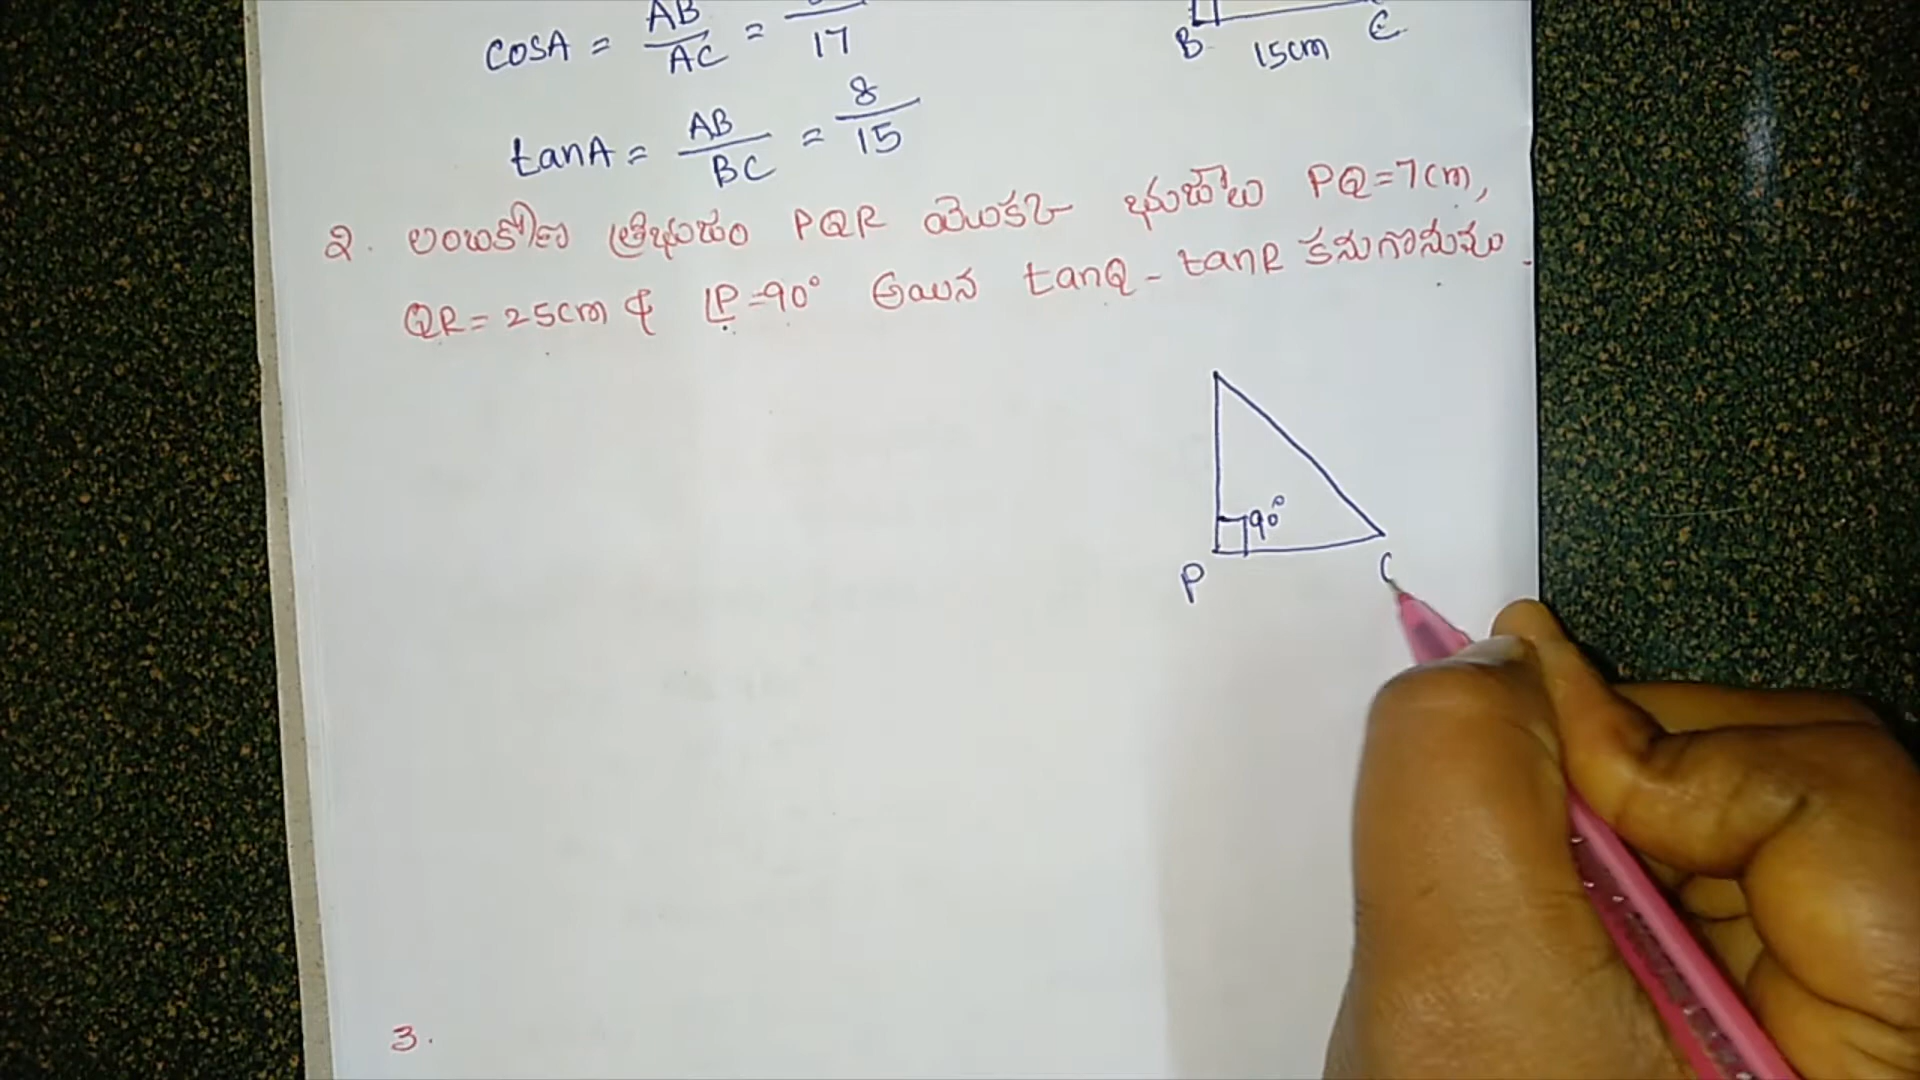 cosA = AB/AC = /17
B 15cm C
tanA = AB/BC = 8/15
2. లంబకోణ త్రిభుజం PQR యొక్క భుజాలు PQ=7cm,
QR=25cm & ∠P=90° అయిన tanQ - tanR కనుగొనుము.
90°
P
3.